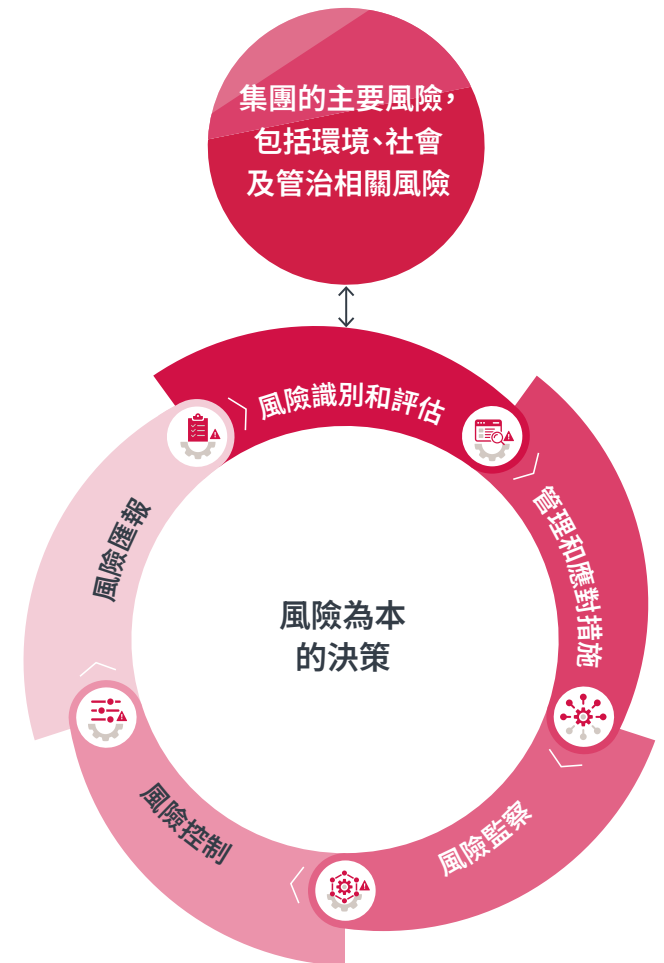 集團的主要風險，
包括環境、社會
及管治相關風險
風險識別和評估
管理和應對措施
風險監察
風險控制
風險匯報
風險為本
的決策